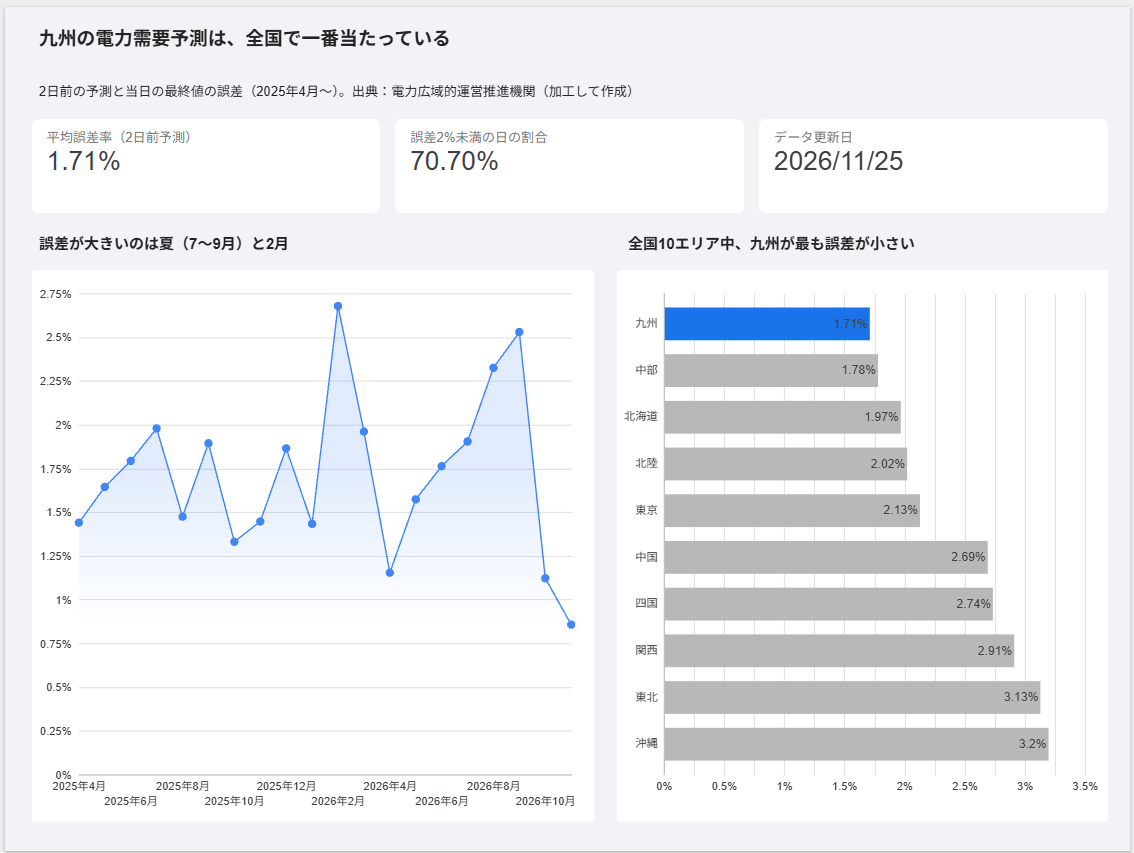 九州の電力需要予測は、全国で一番当たっている
2日前の予測と当日の最終値の誤差（2025年4月〜）。出典：電力広域的運営推進機関（加工して作成）
平均誤差率（2日前予測）
1.71%
誤差2%未満の日の割合
70.70%
データ更新日
2026/11/25
誤差が大きいのは夏（7〜9月）と2月
2.75%
2.5%
2.25%
2%
1.75%
1.5%
1.25%
1%
0.75%
0.5%
0.25%
0%
2025年4月
2025年6月
2025年8月
2025年10月
2025年12月
2026年2月
2026年4月
2026年6月
2026年8月
2026年10月
全国10エリア中、九州が最も誤差が小さい
九州 1.71%
中部 1.78%
北海道 1.97%
北陸 2.02%
東京 2.13%
中国 2.69%
四国 2.74%
関西 2.91%
東北 3.13%
沖縄 3.2%
0% 0.5% 1% 1.5% 2% 2.5% 3% 3.5%